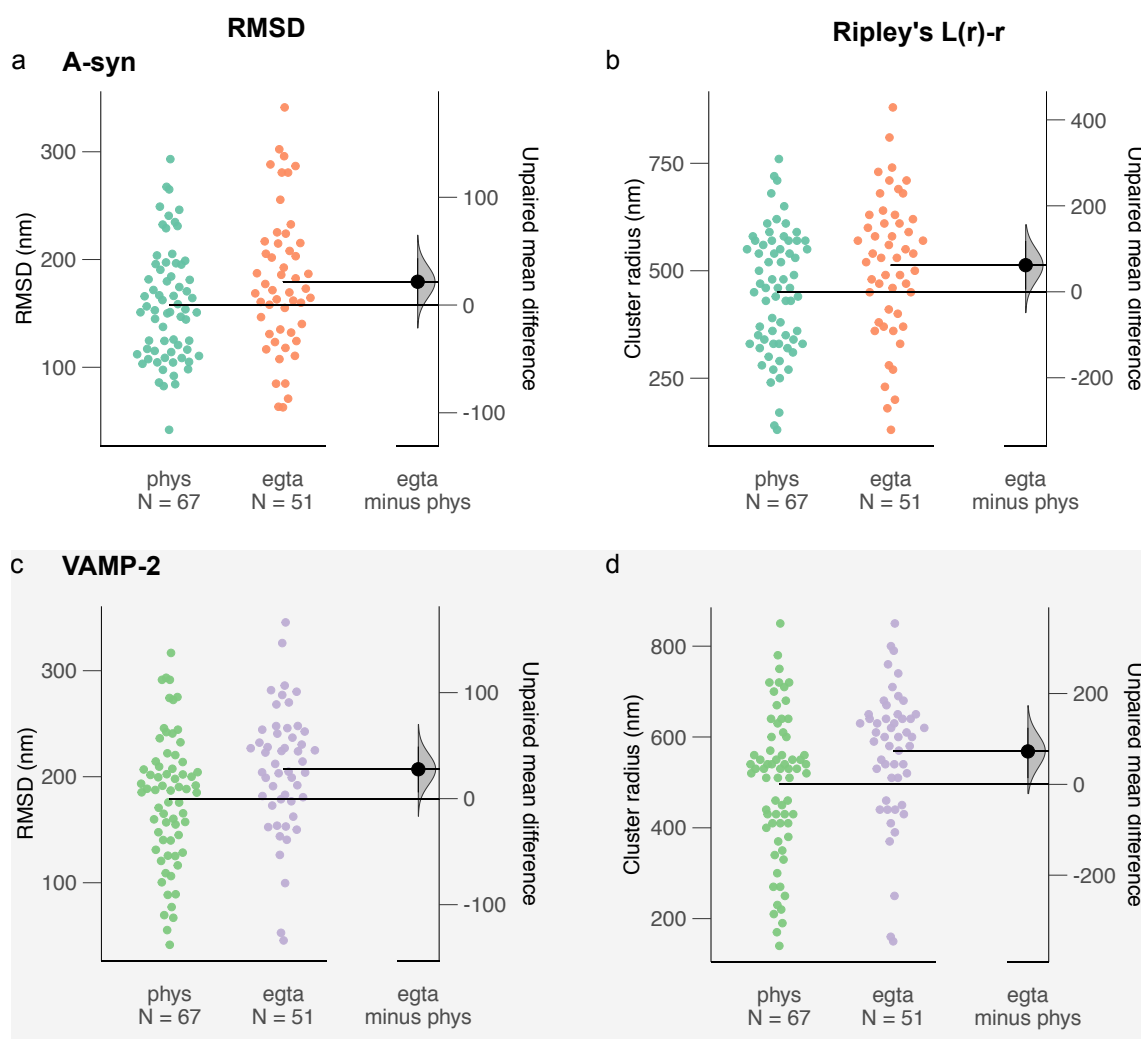 RMSD
Ripley's L(r)-r
a A-syn
b
300
200
100
RMSD (nm)
100
0
-100
Unpaired mean difference
phys
N = 67
egta
N = 51
egta
minus phys
750
500
250
Cluster radius (nm)
400
200
0
-200
Unpaired mean difference
phys
N = 67
egta
N = 51
egta
minus phys
c VAMP-2
d
300
200
100
RMSD (nm)
100
0
-100
Unpaired mean difference
phys
N = 67
egta
N = 51
egta
minus phys
800
600
400
200
Cluster radius (nm)
200
0
-200
Unpaired mean difference
phys
N = 67
egta
N = 51
egta
minus phys